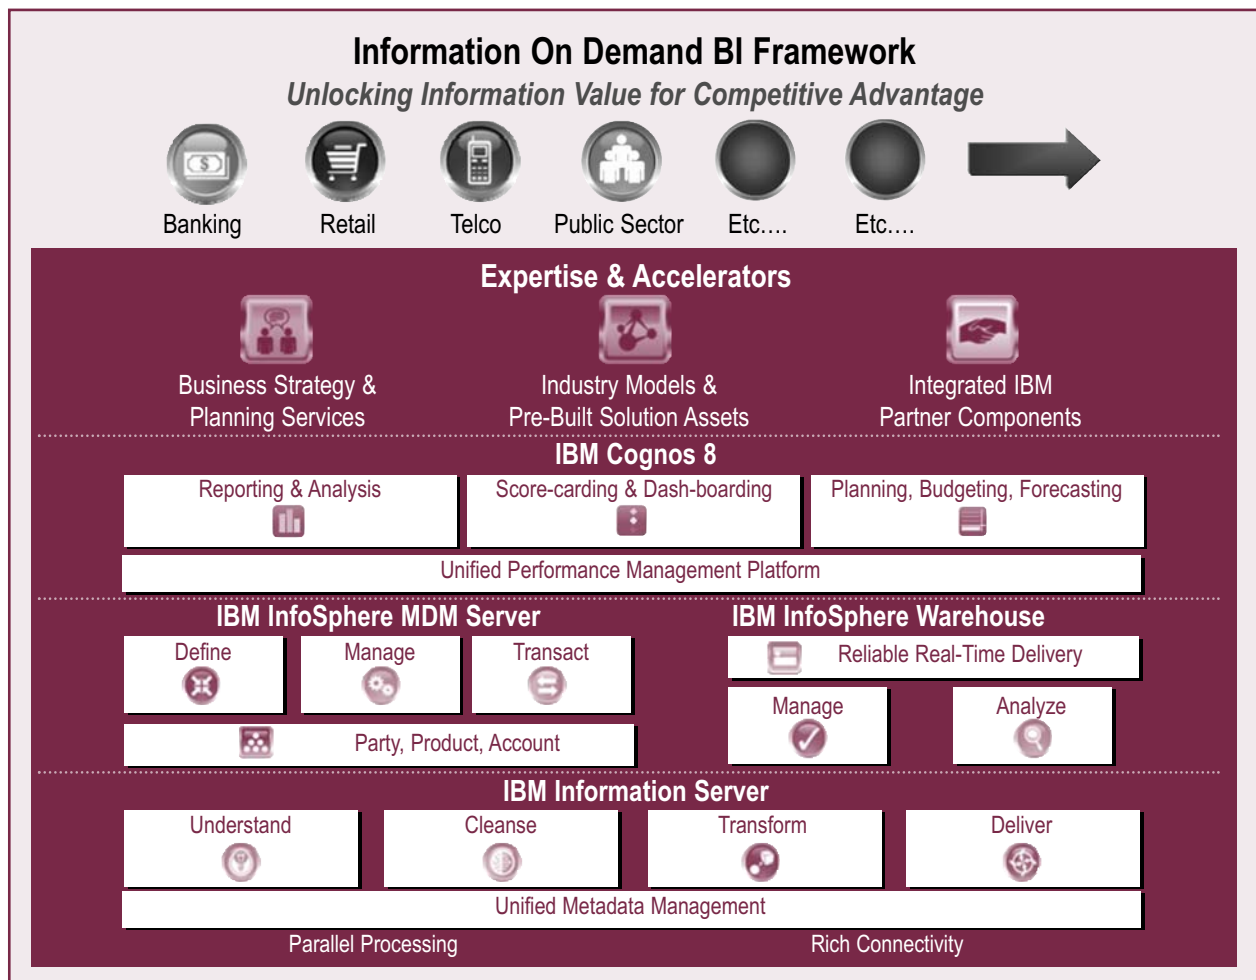 Information On Demand BI Framework
Unlocking Information Value for Competitive Advantage
Banking
Retail
Telco
Public Sector
Etc….
Etc….
Expertise & Accelerators
Business Strategy &
Planning Services
Industry Models &
Pre-Built Solution Assets
Integrated IBM
Partner Components
IBM Cognos 8
Reporting & Analysis
Score-carding & Dash-boarding
Planning, Budgeting, Forecasting
Unified Performance Management Platform
IBM InfoSphere MDM Server
Define
Manage
Transact
Party, Product, Account
IBM InfoSphere Warehouse
Reliable Real-Time Delivery
Manage
Analyze
IBM Information Server
Understand
Cleanse
Transform
Deliver
Unified Metadata Management
Parallel Processing
Rich Connectivity